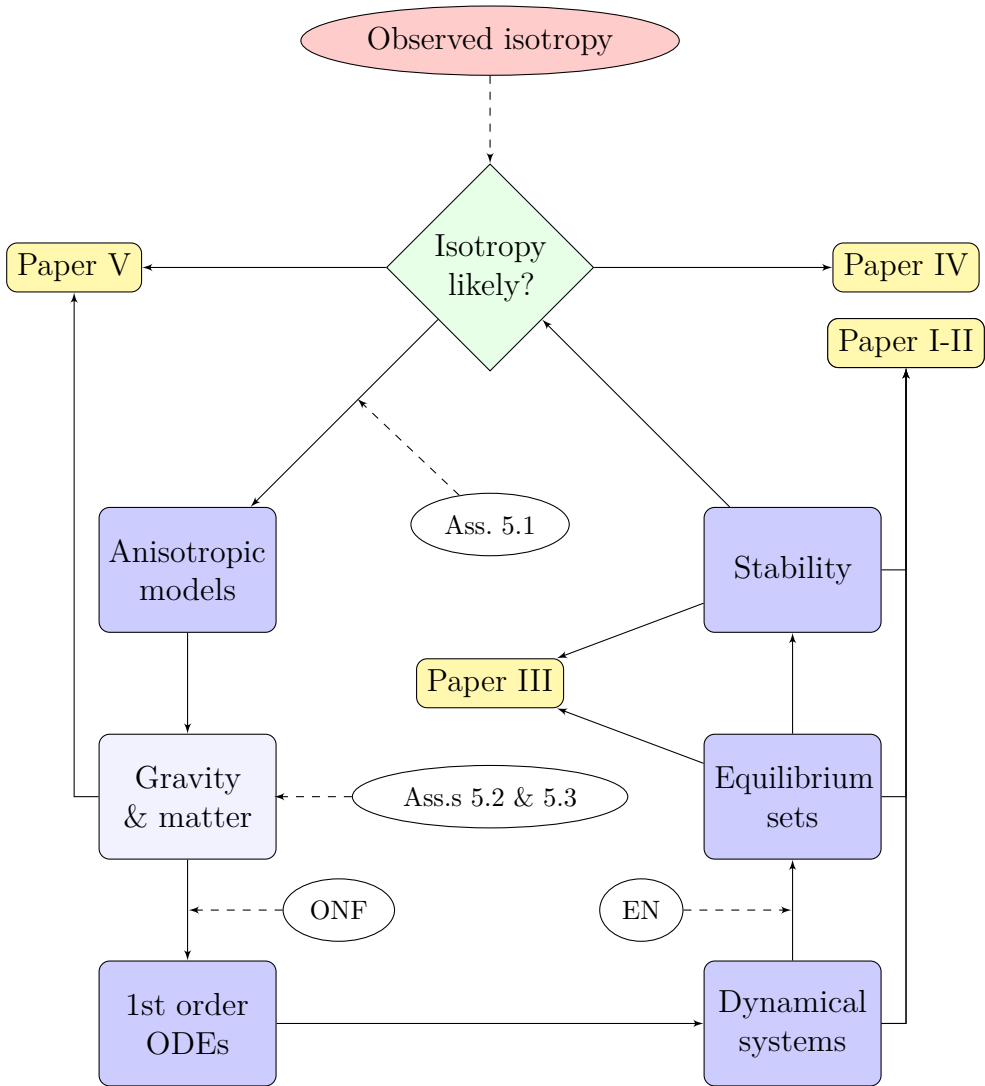 Observed isotropy
Isotropy
likely?
Paper V
Paper IV
Paper I-II
Ass. 5.1
Anisotropic
models
Stability
Paper III
Gravity
& matter
Ass.s 5.2 & 5.3
Equilibrium
sets
ONF
EN
1st order
ODEs
Dynamical
systems